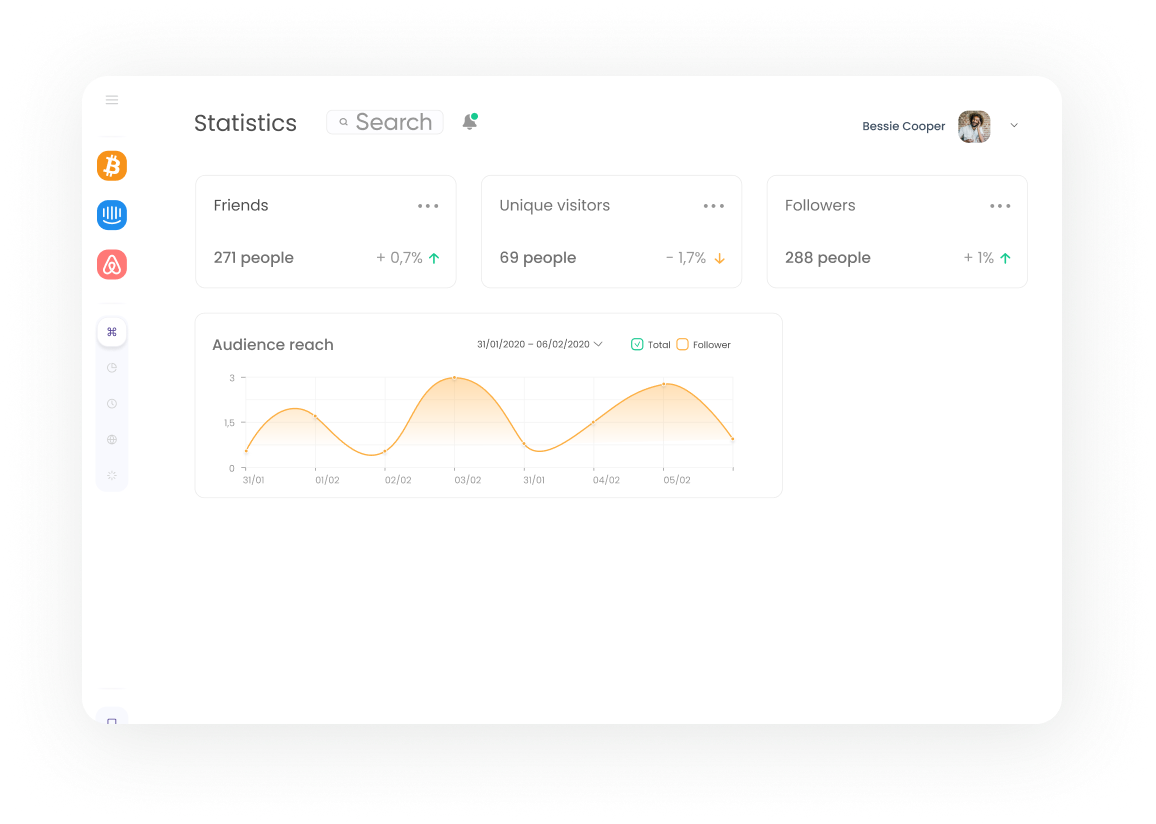 Statistics
Search
Bessie Cooper
Friends
271 people
+ 0,7%
Unique visitors
69 people
- 1,7%
Followers
288 people
+ 1%
Audience reach
31/01/2020 – 06/02/2020
Total
Follower
3
1,5
0
31/01
01/02
02/02
03/02
31/01
04/02
05/02